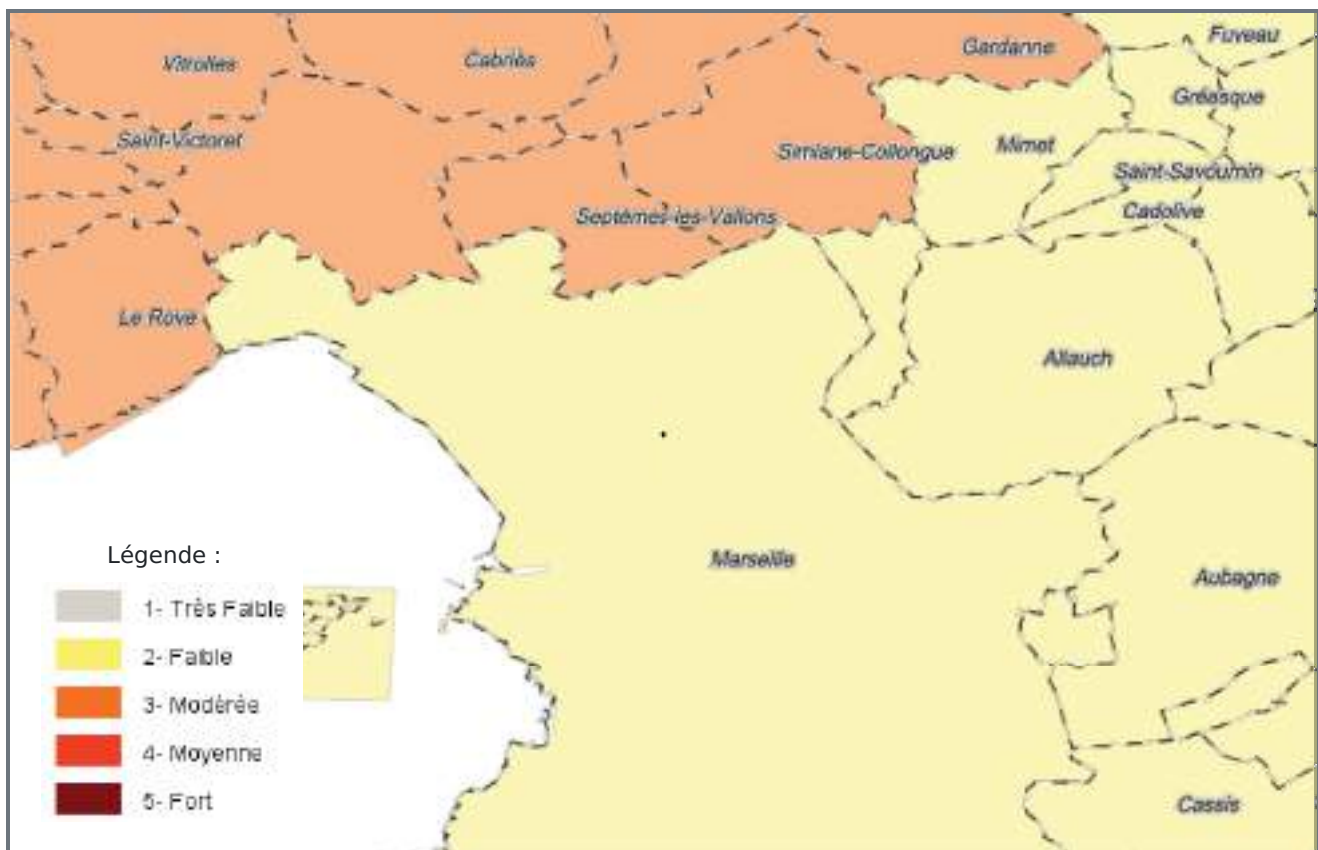 Fuveau
Gardanne
Vitrolles
Cabriès
Gréasque
Saint-Victoret
Mimet
Simiane-Collongue
Saint-Savournin
Cadolive
Septèmes-les-Vallons
Le Rove
Allauch
Marseille
Aubagne
Cassis
Légende :
1- Très Faible
2- Faible
3- Modérée
4- Moyenne
5- Fort